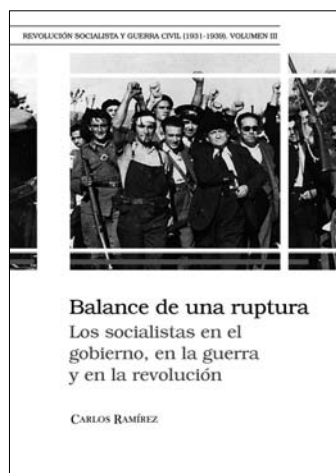 REVOLUCIÓN SOCIALISTA Y GUERRA CIVIL (1931-1939). VOLUMEN III
Balance de una ruptura
Los socialistas en el
gobierno, en la guerra
y en la revolución
CARLOS RAMÍREZ